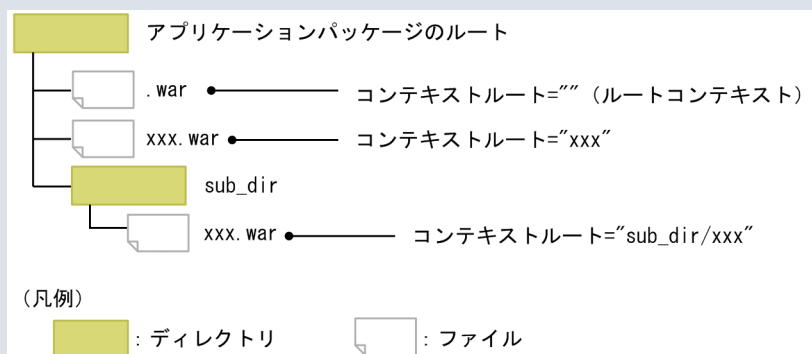 アプリケーションパッケージのルート
.war コンテキストルート=""（ルートコンテキスト）
xxx.war コンテキストルート="xxx"
sub_dir
xxx.war コンテキストルート="sub_dir/xxx"
（凡例）
：ディレクトリ ：ファイル